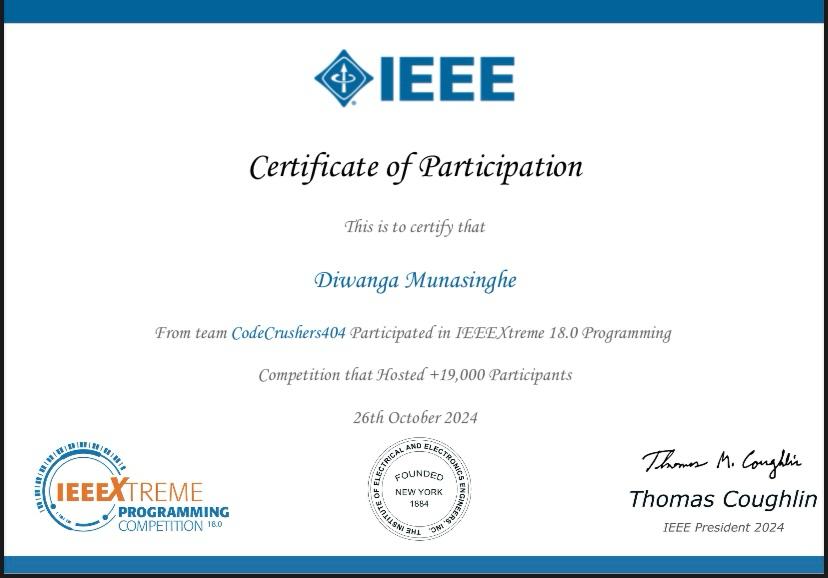 IEEE
Certificate of Participation
This is to certify that
Diwanga Munasinghe
From team CodeCrushers404 Participated in IEEEXtreme 18.0 Programming
Competition that Hosted +19,000 Participants
26th October 2024
IEEEXTREME
PROGRAMMING
COMPETITION 18.0
THE INSTITUTE OF ELECTRICAL AND ELECTRONICS ENGINEERS, INC.
FOUNDED
NEW YORK
1884
Thomas M. Coughlin
Thomas Coughlin
IEEE President 2024